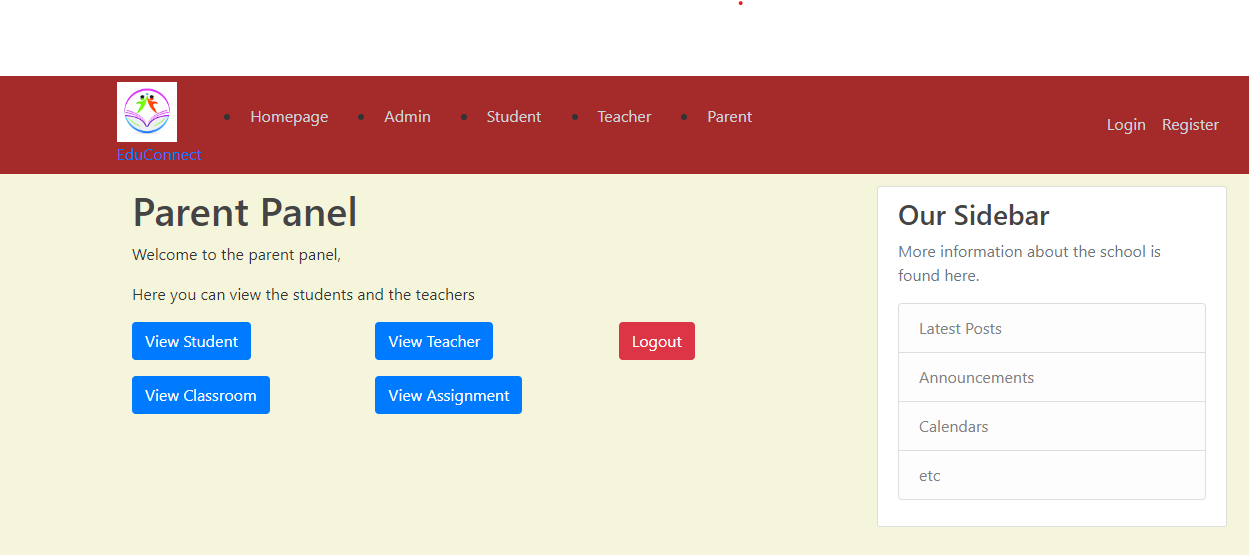 Homepage
Admin
Student
Teacher
Parent
Login
Register
EduConnect
Parent Panel
Welcome to the parent panel,
Here you can view the students and the teachers
View Student
View Teacher
Logout
View Classroom
View Assignment
Our Sidebar
More information about the school is
found here.
Latest Posts
Announcements
Calendars
etc